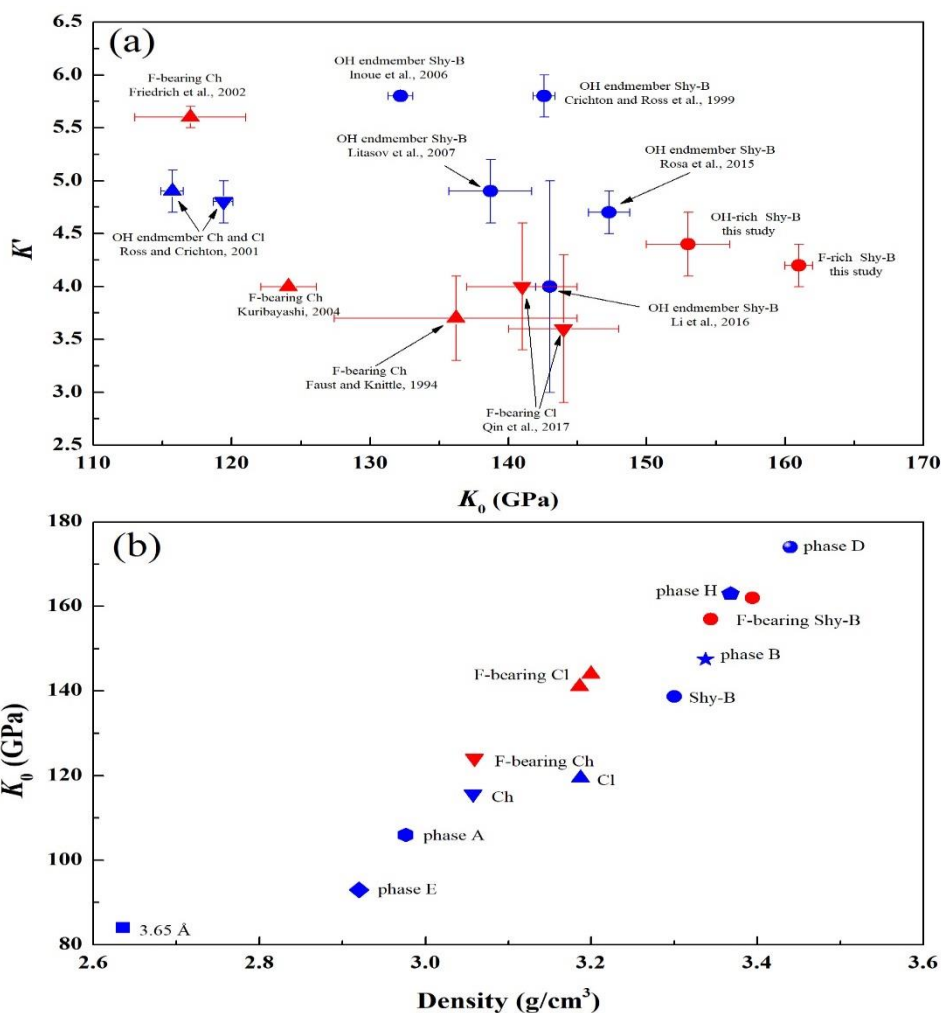 (a)
6.5
6.0
5.5
5.0
4.5
4.0
3.5
3.0
2.5
K'
F-bearing Ch
Friedrich et al., 2002
OH endmember Shy-B
Inoue et al., 2006
OH endmember Shy-B
Crichton and Ross et al., 1999
OH endmember Shy-B
Litasov et al., 2007
OH endmember Shy-B
Rosa et al., 2015
OH endmember Ch and Cl
Ross and Crichton, 2001
OH-rich Shy-B
this study
F-rich Shy-B
this study
F-bearing Ch
Kuribayashi, 2004
OH endmember Shy-B
Li et al., 2016
F-bearing Ch
Faust and Knittle, 1994
F-bearing Cl
Qin et al., 2017
110 120 130 140 150 160 170
K0 (GPa)
(b)
180
160
140
120
100
80
K0 (GPa)
phase D
phase H
F-bearing Shy-B
phase B
F-bearing Cl
Shy-B
F-bearing Ch
Cl
Ch
phase A
phase E
3.65 Å
2.6 2.8 3.0 3.2 3.4 3.6
Density (g/cm³)